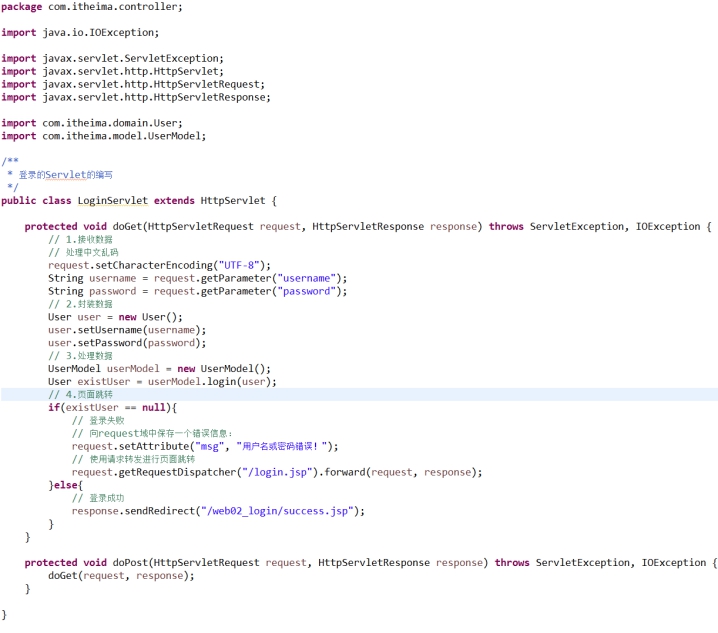 package com.itheima.controller;
import java.io.IOException;
import javax.servlet.ServletException;
import javax.servlet.http.HttpServlet;
import javax.servlet.http.HttpServletRequest;
import javax.servlet.http.HttpServletResponse;
import com.itheima.domain.User;
import com.itheima.model.UserModel;
/**
 * 登录的Servlet的编写
 */
public class LoginServlet extends HttpServlet {
    protected void doGet(HttpServletRequest request, HttpServletResponse response) throws ServletException, IOException {
        // 1.接收数据
        // 处理中文乱码
        request.setCharacterEncoding("UTF-8");
        String username = request.getParameter("username");
        String password = request.getParameter("password");
        // 2.封装数据
        User user = new User();
        user.setUsername(username);
        user.setPassword(password);
        // 3.处理数据
        UserModel userModel = new UserModel();
        User existUser = userModel.login(user);
        // 4.页面跳转
        if(existUser == null){
            // 登录失败
            // 向request域中保存一个错误信息：
            request.setAttribute("msg", "用户名或密码错误！");
            // 使用请求转发进行页面跳转
            request.getRequestDispatcher("/login.jsp").forward(request, response);
        }else{
            // 登录成功
            response.sendRedirect("/web02_login/success.jsp");
        }
    }
    protected void doPost(HttpServletRequest request, HttpServletResponse response) throws ServletException, IOException {
        doGet(request, response);
    }
}